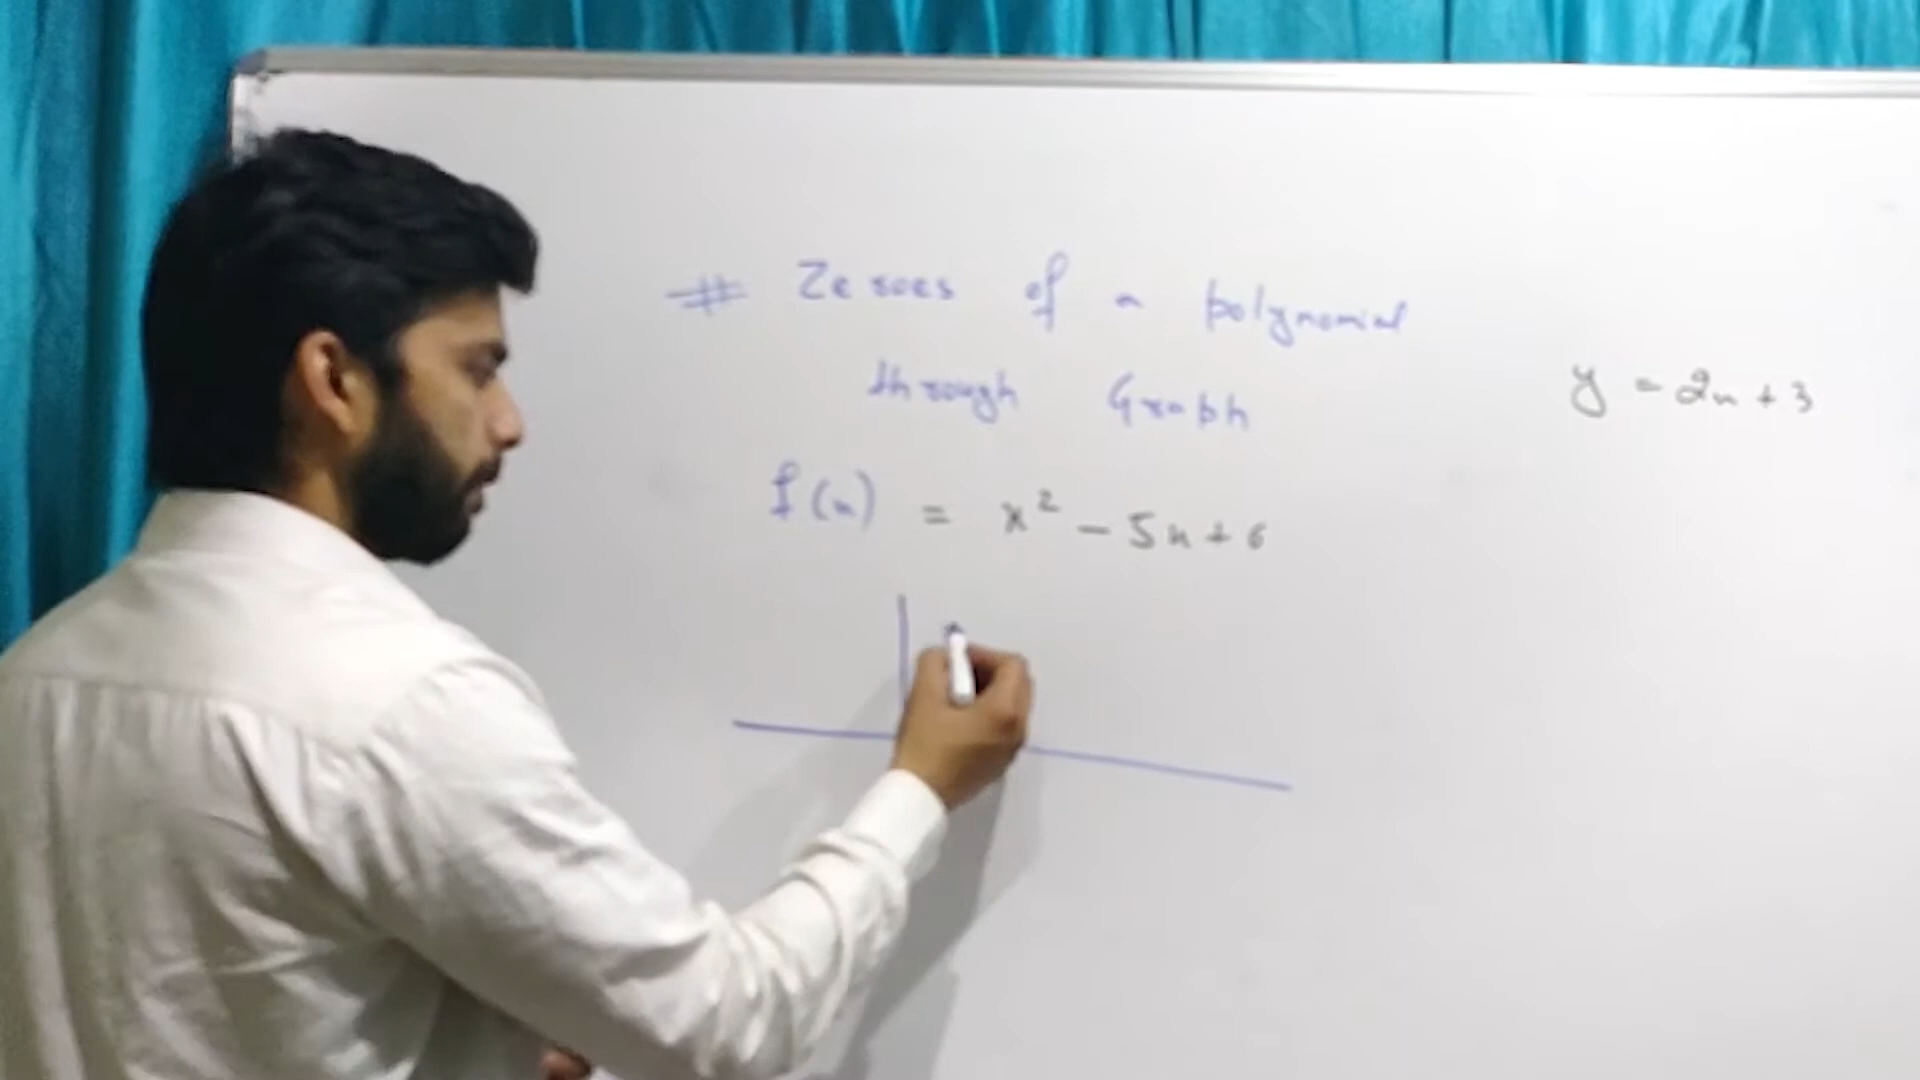 # Zeroes of a polynomial
through Graph
y = 2x + 3
f(x) = x² - 5x + 6